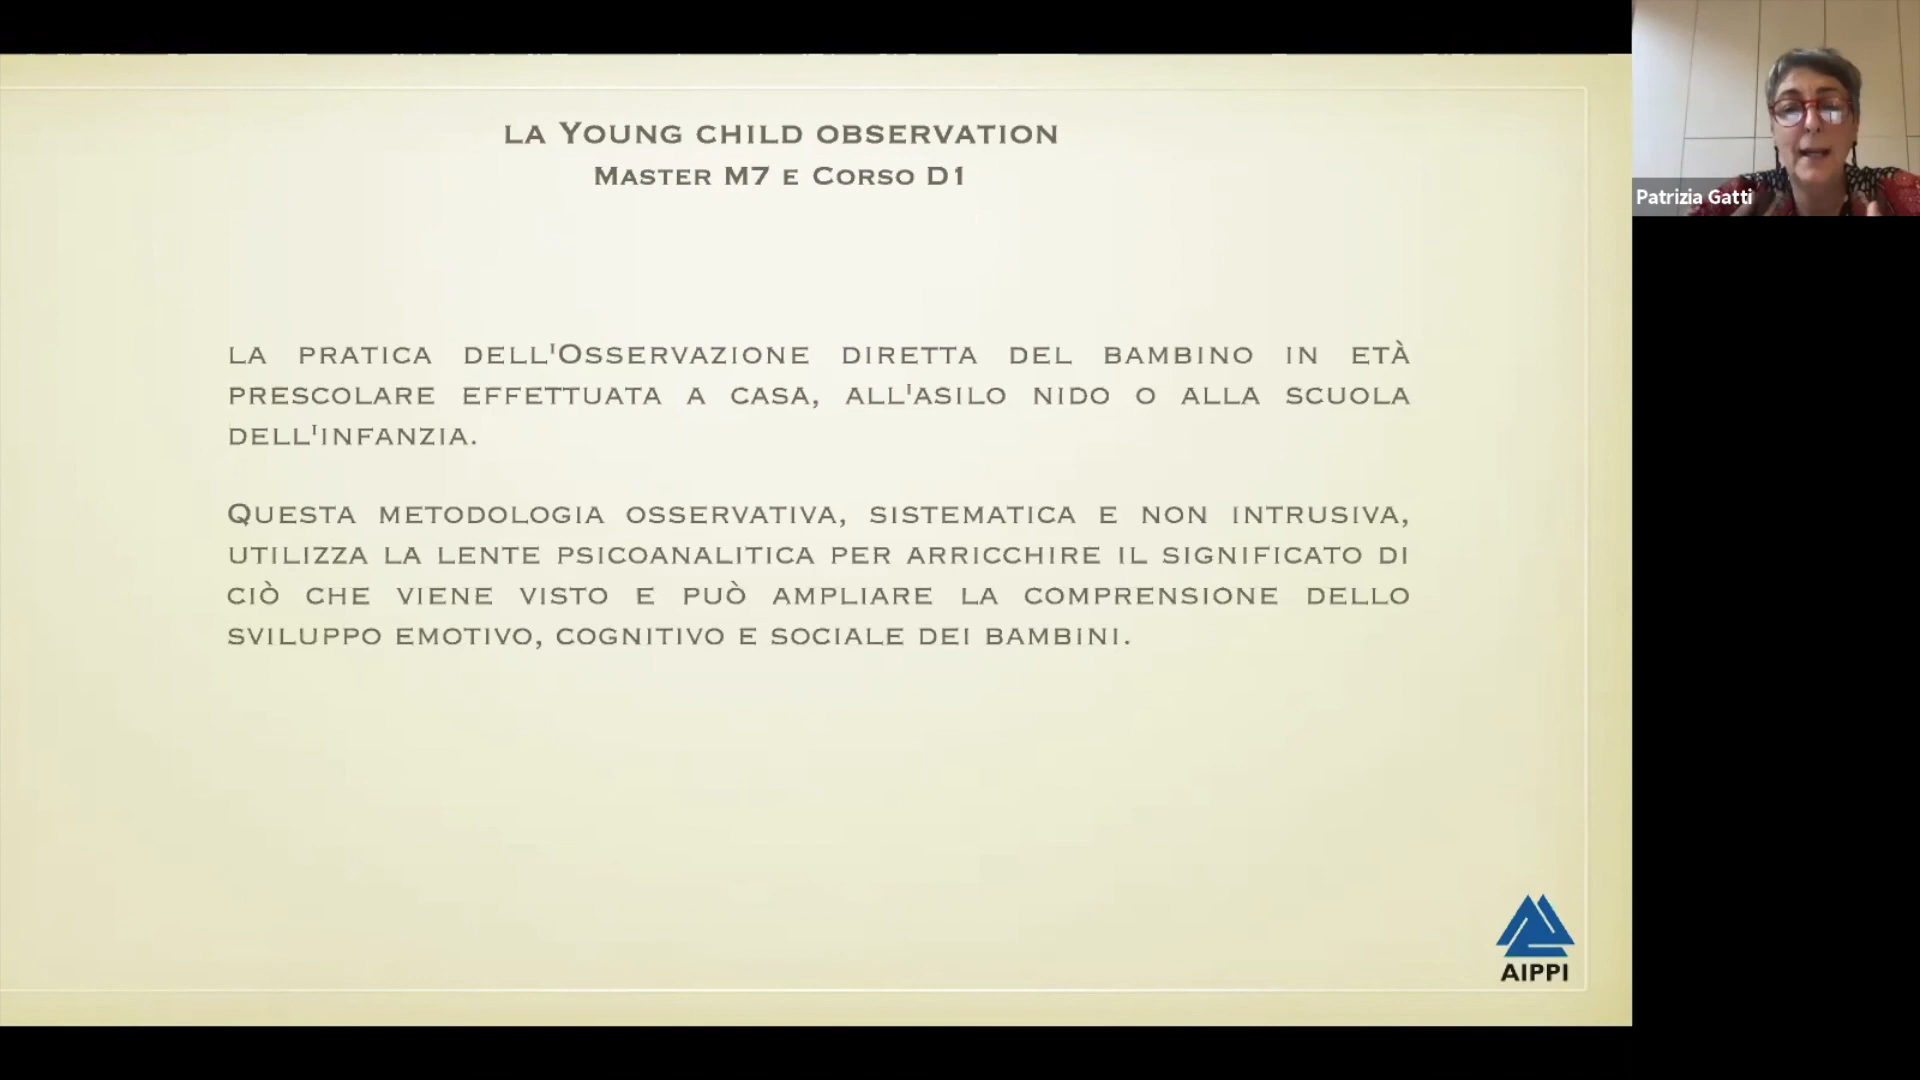 la Young child observation
Master M7 e Corso D1
la pratica dell'Osservazione diretta del bambino in età
prescolare effettuata a casa, all'asilo nido o alla scuola
dell'infanzia.
Questa metodologia osservativa, sistematica e non intrusiva,
utilizza la lente psicoanalitica per arricchire il significato di
ciò che viene visto e può ampliare la comprensione dello
sviluppo emotivo, cognitivo e sociale dei bambini.
AIPPI
Patrizia Gatti